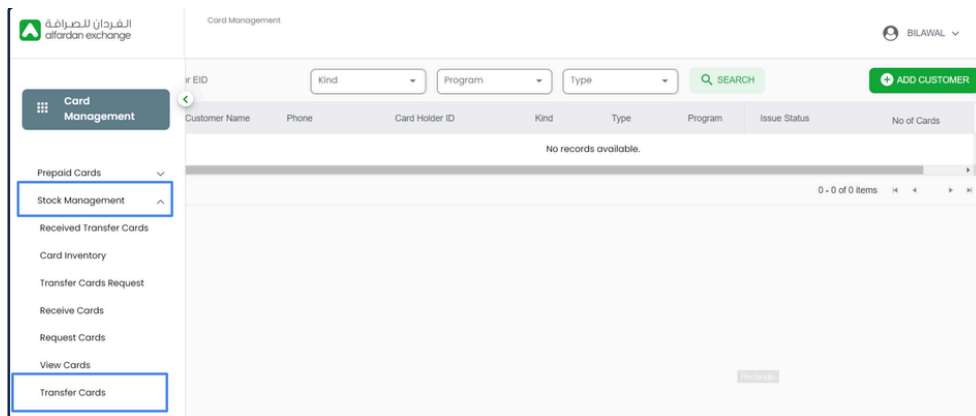 الفردان للصرافة
alfardan exchange
Card Management
BILAWAL
Card Management
r EID
Kind
Program
Type
SEARCH
ADD CUSTOMER
Customer Name Phone Card Holder ID Kind Type Program Issue Status No of Cards
No records available.
0 - 0 of 0 items
Prepaid Cards
Stock Management
Received Transfer Cards
Card Inventory
Transfer Cards Request
Receive Cards
Request Cards
View Cards
Transfer Cards
Rectangle